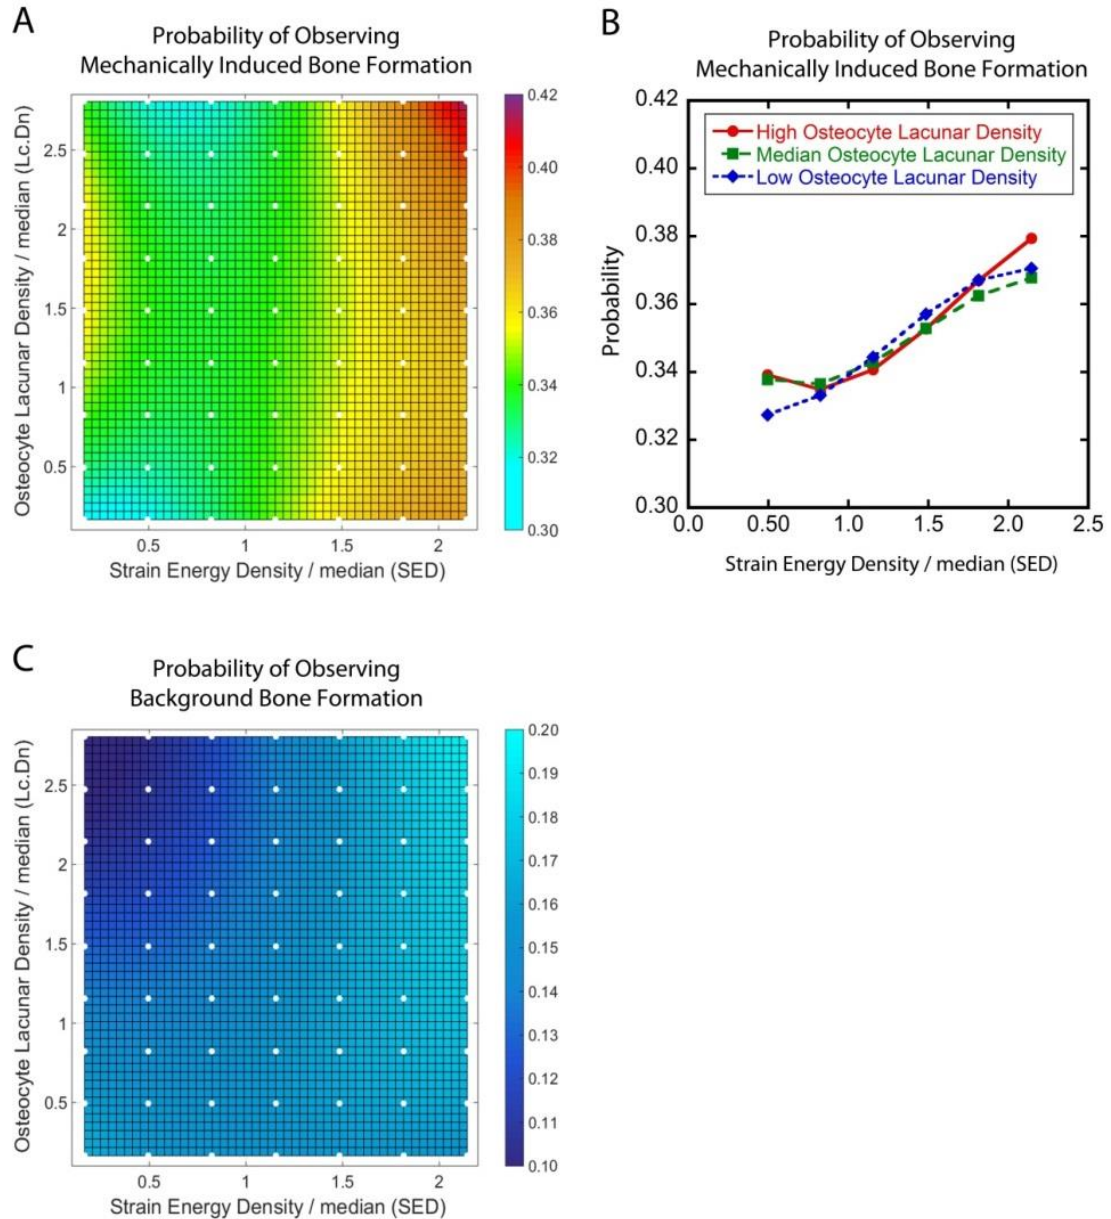 A
Probability of Observing
Mechanically Induced Bone Formation
Osteocyte Lacunar Density / median (Lc.Dn)
2.5
2
1.5
1
0.5
0.5
1
1.5
2
Strain Energy Density / median (SED)
0.42
0.40
0.38
0.36
0.34
0.32
0.30
B
Probability of Observing
Mechanically Induced Bone Formation
High Osteocyte Lacunar Density
Median Osteocyte Lacunar Density
Low Osteocyte Lacunar Density
Probability
0.42
0.40
0.38
0.36
0.34
0.32
0.30
0.0
0.50
1.0
1.5
2.0
2.5
Strain Energy Density / median (SED)
C
Probability of Observing
Background Bone Formation
Osteocyte Lacunar Density / median (Lc.Dn)
2.5
2
1.5
1
0.5
0.5
1
1.5
2
Strain Energy Density / median (SED)
0.20
0.19
0.18
0.17
0.16
0.15
0.14
0.13
0.12
0.11
0.10